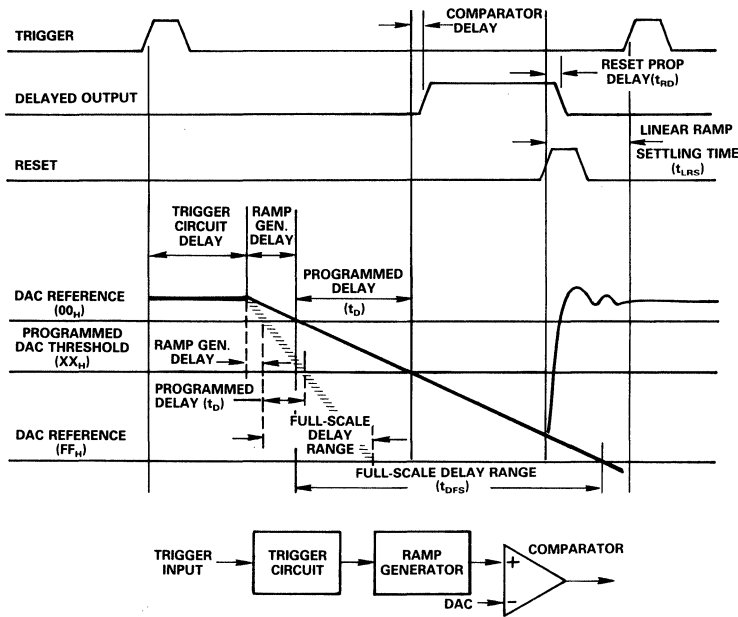 COMPARATOR
DELAY
TRIGGER
RESET PROP
DELAY(tRD)
DELAYED OUTPUT
LINEAR RAMP
SETTLING TIME
(tLRS)
RESET
TRIGGER
CIRCUIT
DELAY
RAMP
GEN.
DELAY
PROGRAMMED
DELAY
(tD)
DAC REFERENCE
(00H)
PROGRAMMED
DAC THRESHOLD
(XXH)
RAMP GEN.
DELAY
PROGRAMMED
DELAY (tD)
FULL-SCALE
DELAY
RANGE
DAC REFERENCE
(FFH)
FULL-SCALE DELAY RANGE
(tDFS)
TRIGGER
INPUT
TRIGGER
CIRCUIT
RAMP
GENERATOR
COMPARATOR
+
−
DAC